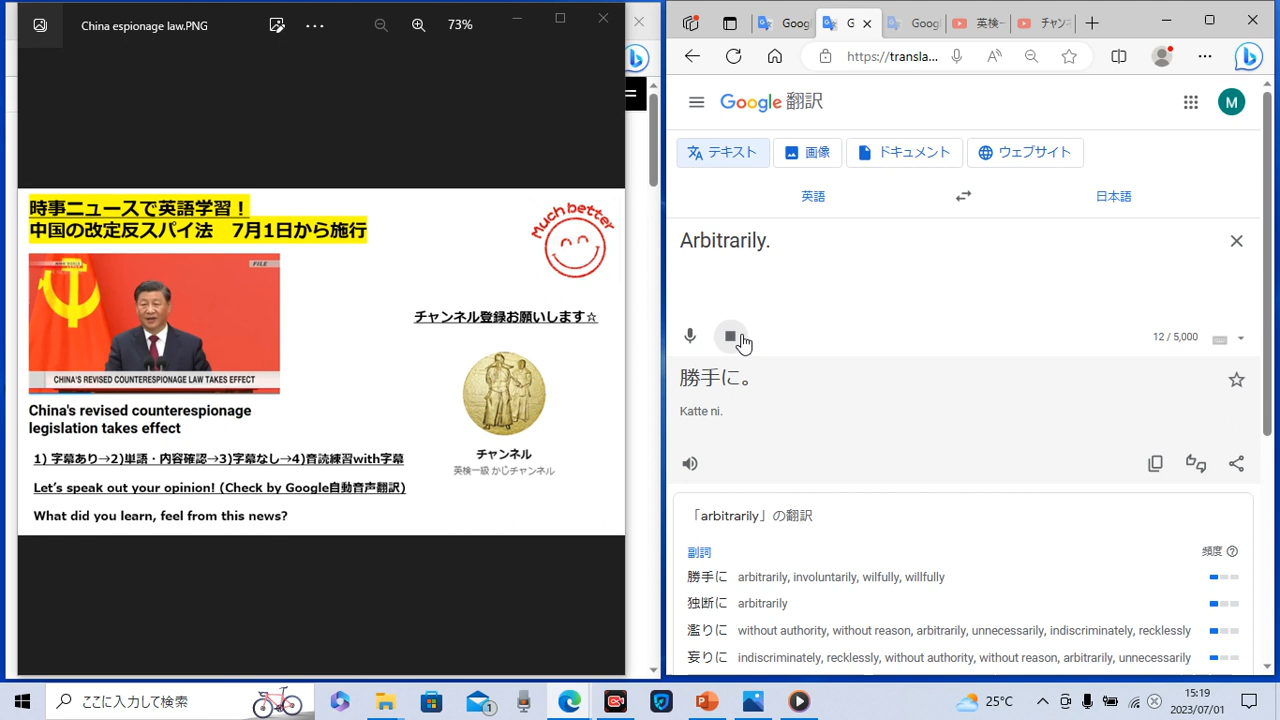 China espionage law.PNG
73%
時事ニュースで英語学習！
中国の改定反スパイ法　7月1日から施行
Much better
FILE
CHINA'S REVISED COUNTERESPIONAGE LAW TAKES EFFECT
China's revised counterespionage
legislation takes effect
チャンネル登録お願いします☆
チャンネル
英検一級 かじチャンネル
1) 字幕あり→2)単語・内容確認→3)字幕なし→4)音読練習with字幕
Let's speak out your opinion! (Check by Google自動音声翻訳)
What did you learn, feel from this news?
Goog
G
Goog
英検一
チャンネ
https://transla...
Google 翻訳
M
テキスト
画像
ドキュメント
ウェブサイト
英語
日本語
Arbitrarily.
12 / 5,000
勝手に。
Katte ni.
「arbitrarily」の翻訳
副詞
頻度
勝手に arbitrarily, involuntarily, wilfully, willfully
独断に arbitrarily
濫りに without authority, without reason, arbitrarily, unnecessarily, indiscriminately, recklessly
妄りに indiscriminately, recklessly, without authority, without reason, arbitrarily, unnecessarily
ここに入力して検索
1
25°C
15:19
2023/07/01